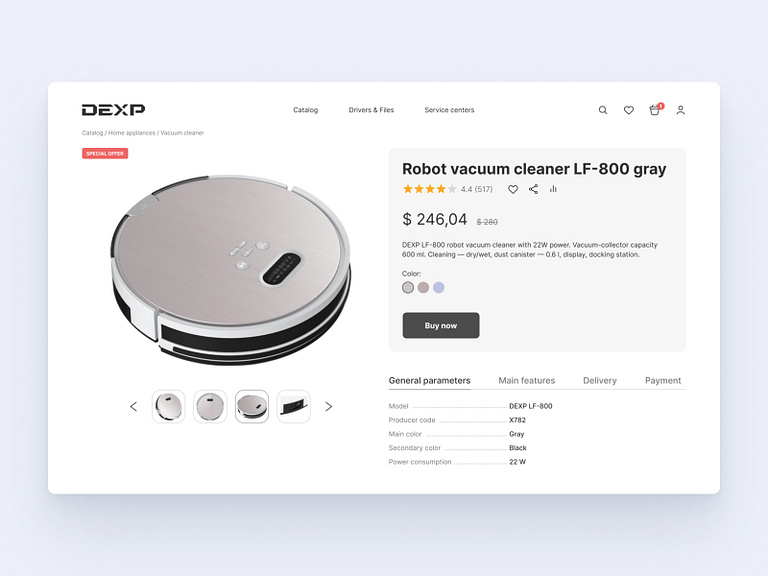 DEXP
Catalog
Drivers & Files
Service centers
1
Catalog / Home appliances / Vacuum cleaner
SPECIAL OFFER
Robot vacuum cleaner LF-800 gray
4.4 (517)
$ 246,04 $ 280
DEXP LF-800 robot vacuum cleaner with 22W power. Vacuum-collector capacity
600 ml. Cleaning — dry/wet, dust canister — 0.6 l, display, docking station.
Color:
Buy now
General parameters
Main features
Delivery
Payment
Model DEXP LF-800
Producer code X782
Main color Gray
Secondary color Black
Power consumption 22 W